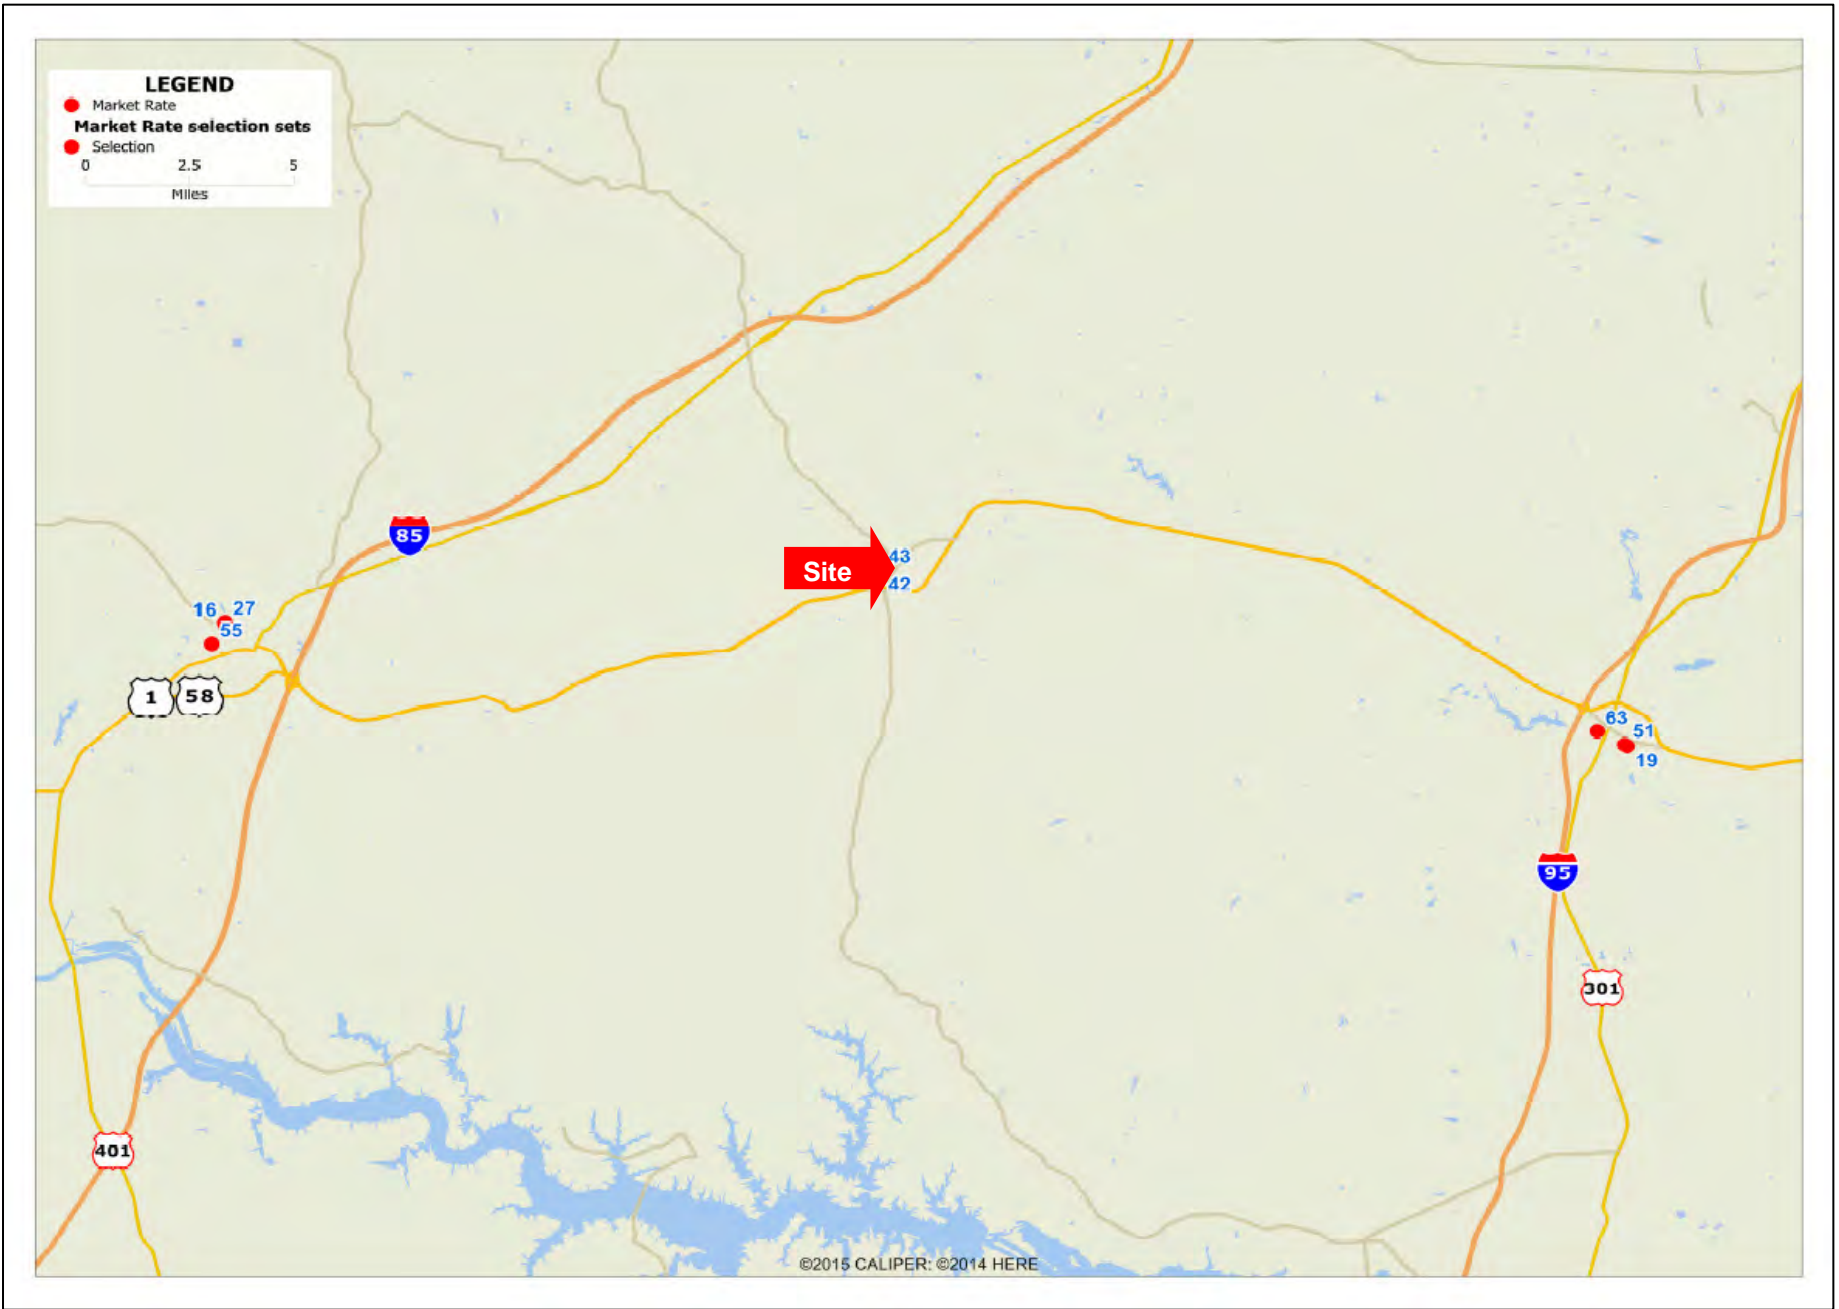 LEGEND
Market Rate
Market Rate selection sets
Selection
0 2.5 5
Miles
85
43
Site
42
16 27
55
1 58
63
51
19
95
301
401
©2015 CALIPER: ©2014 HERE